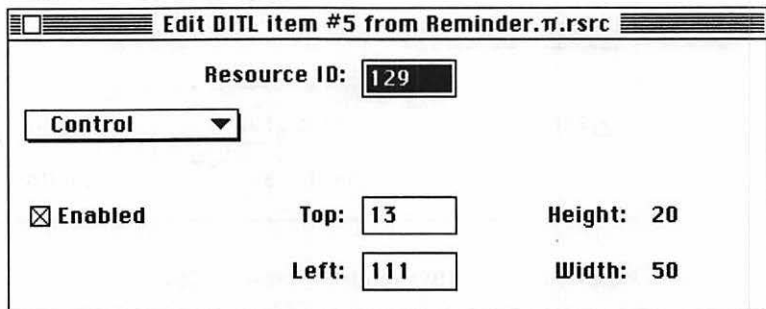 Edit DITL item #5 from Reminder.π.rsrc
Resource ID: 129
Control
Enabled Top: 13 Height: 20
Left: 111 Width: 50